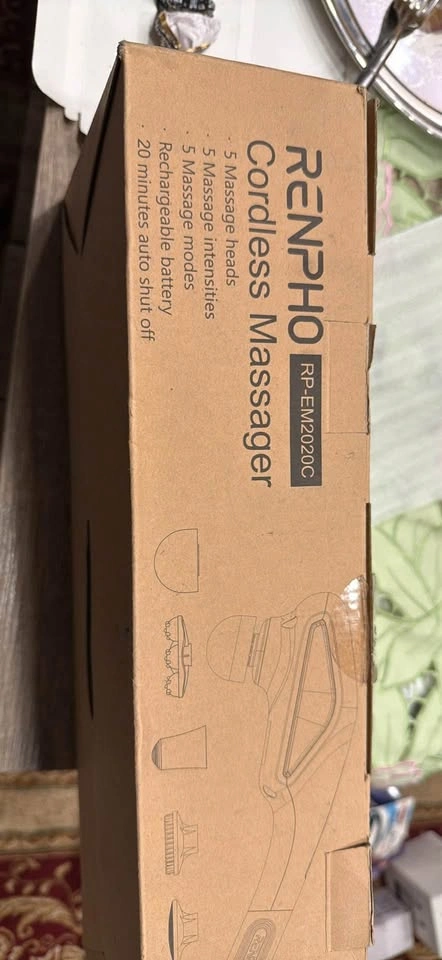 RENPHO RP-EM2020C
Cordless Massager
· 5 Massage heads
· 5 Massage intensities
· 5 Massage modes
· Rechargeable battery
· 20 minutes auto shut off